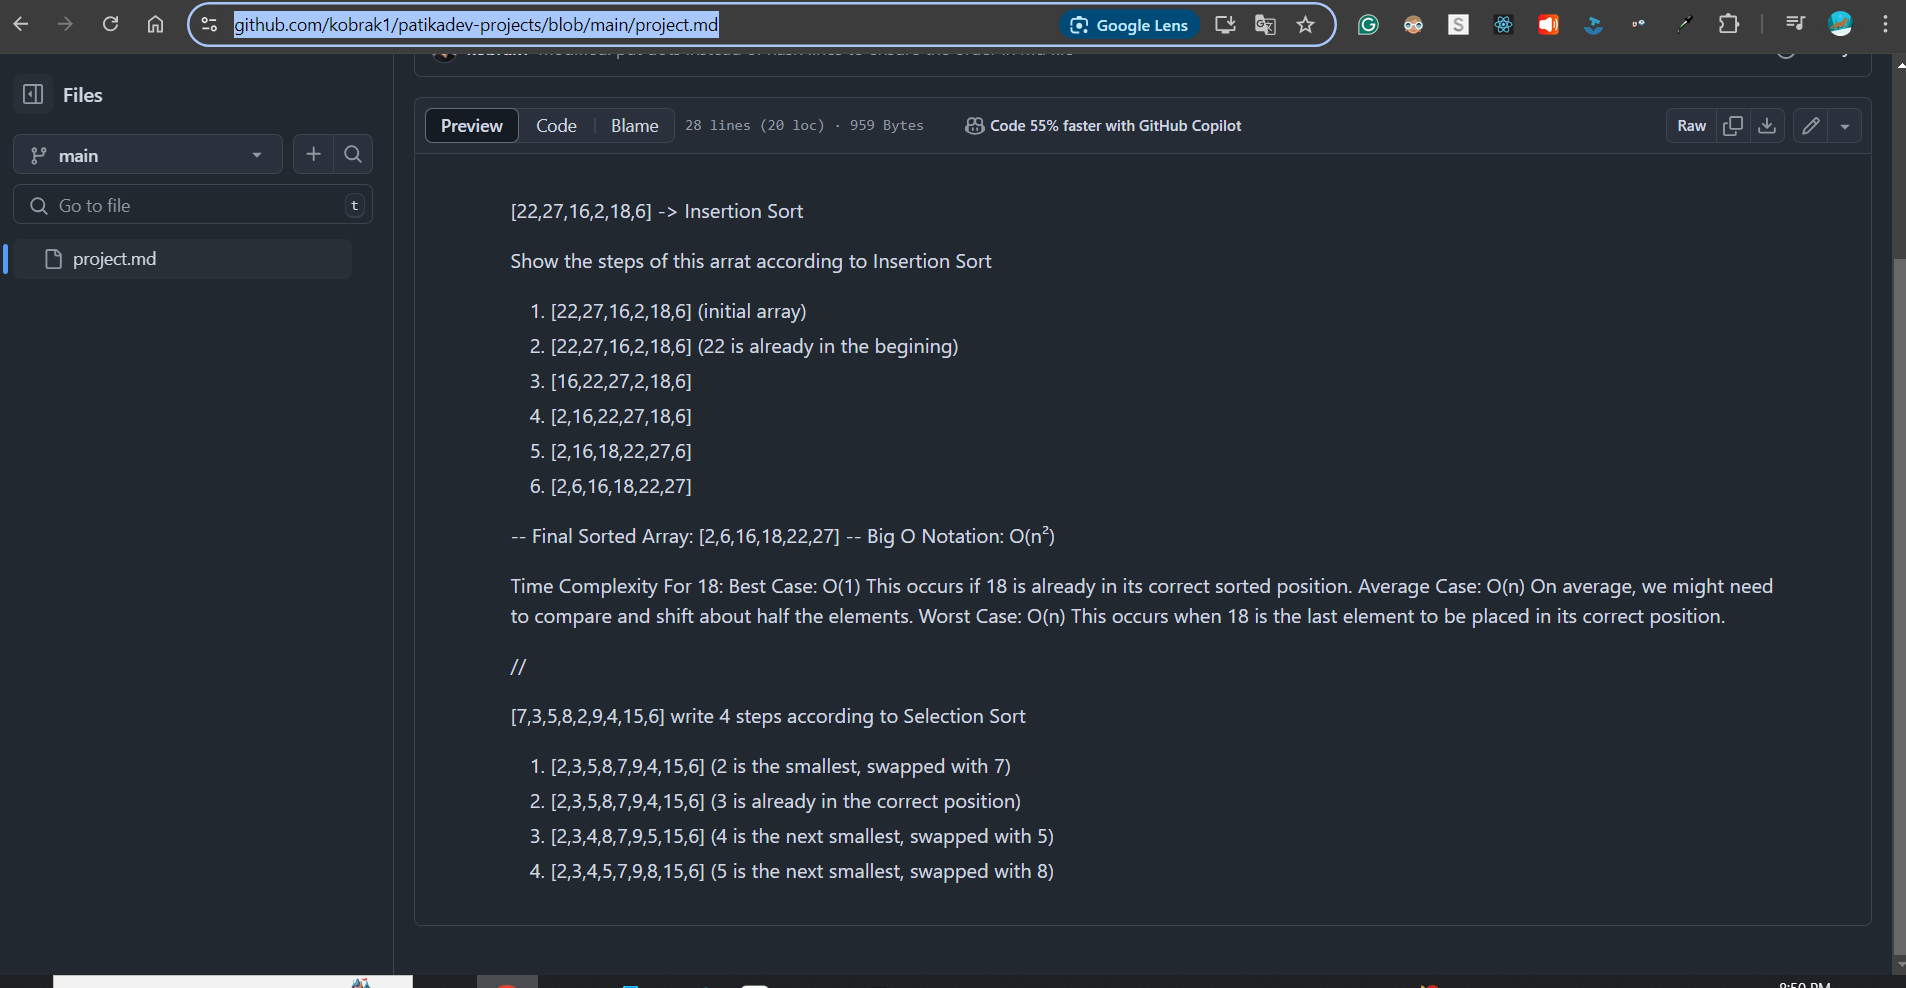 github.com/kobrak1/patikadev-projects/blob/main/project.md
Google Lens
Files
main
Go to file
t
project.md
Preview
Code
Blame
28 lines (20 loc) · 959 Bytes
Code 55% faster with GitHub Copilot
Raw
[22,27,16,2,18,6] -> Insertion Sort
Show the steps of this arrat according to Insertion Sort
1. [22,27,16,2,18,6] (initial array)
2. [22,27,16,2,18,6] (22 is already in the begining)
3. [16,22,27,2,18,6]
4. [2,16,22,27,18,6]
5. [2,16,18,22,27,6]
6. [2,6,16,18,22,27]
-- Final Sorted Array: [2,6,16,18,22,27] -- Big O Notation: O(n²)
Time Complexity For 18: Best Case: O(1) This occurs if 18 is already in its correct sorted position. Average Case: O(n) On average, we might need
to compare and shift about half the elements. Worst Case: O(n) This occurs when 18 is the last element to be placed in its correct position.
//
[7,3,5,8,2,9,4,15,6] write 4 steps according to Selection Sort
1. [2,3,5,8,7,9,4,15,6] (2 is the smallest, swapped with 7)
2. [2,3,5,8,7,9,4,15,6] (3 is already in the correct position)
3. [2,3,4,8,7,9,5,15,6] (4 is the next smallest, swapped with 5)
4. [2,3,4,5,7,9,8,15,6] (5 is the next smallest, swapped with 8)